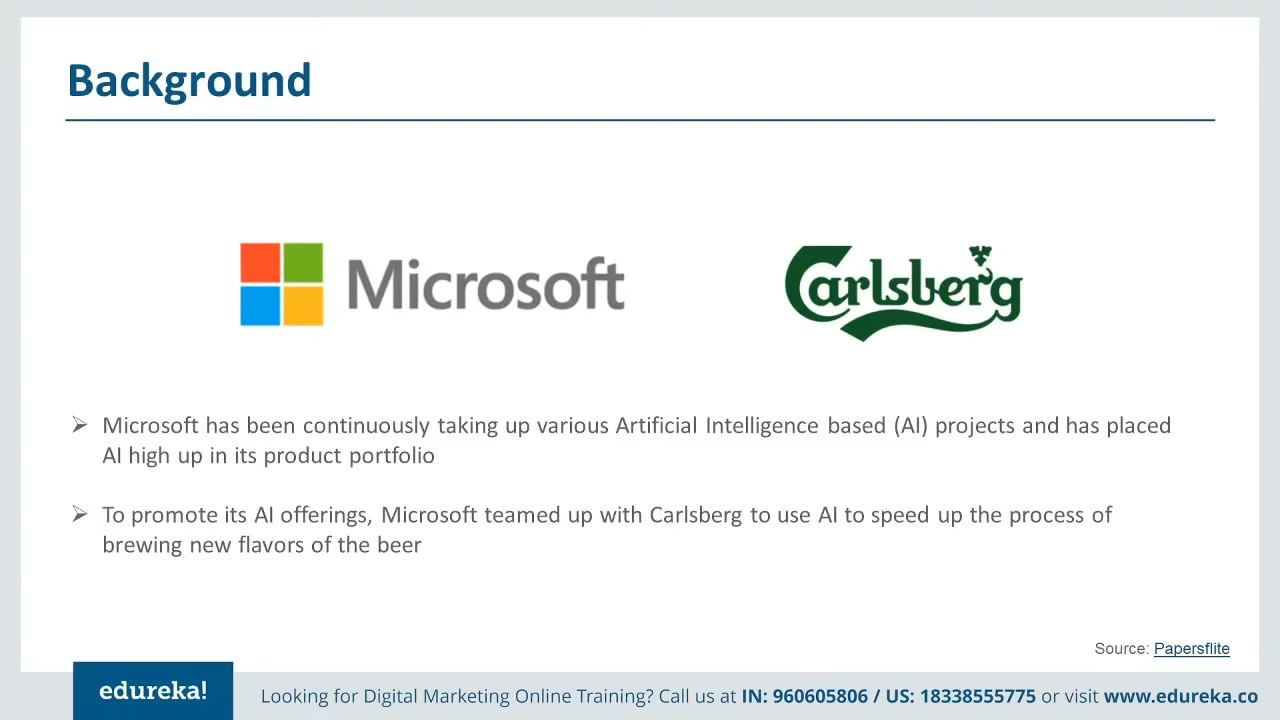 Background
Microsoft
Carlsberg
➢ Microsoft has been continuously taking up various Artificial Intelligence based (AI) projects and has placed
AI high up in its product portfolio
➢ To promote its AI offerings, Microsoft teamed up with Carlsberg to use AI to speed up the process of
brewing new flavors of the beer
Source: Papersflite
edureka!
Looking for Digital Marketing Online Training? Call us at IN: 960605806 / US: 18338555775 or visit www.edureka.co